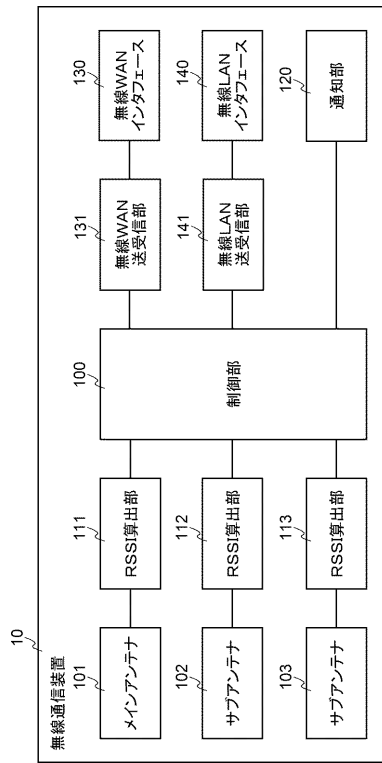 10
無線通信装置
101
メインアンテナ
111
RSSI算出部
100
制御部
131
無線WAN
送受信部
130
無線WAN
インタフェース
102
サブアンテナ
112
RSSI算出部
141
無線LAN
送受信部
140
無線LAN
インタフェース
103
サブアンテナ
113
RSSI算出部
120
通知部